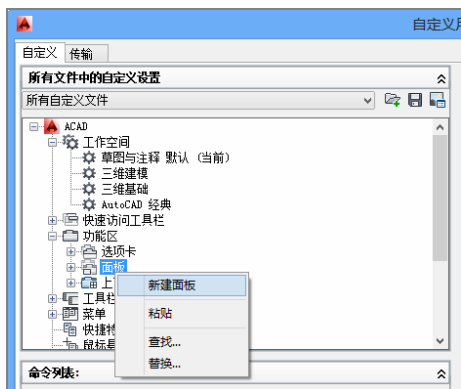 自定义
自定义 传输
所有文件中的自定义设置
所有自定义文件
ACAD
工作空间
草图与注释 默认 (当前)
三维建模
三维基础
AutoCAD 经典
快速访问工具栏
功能区
选项卡
面板
新建面板
粘贴
查找...
替换...
上
工具栏
菜单
快捷特
鼠标悬
命令列表: